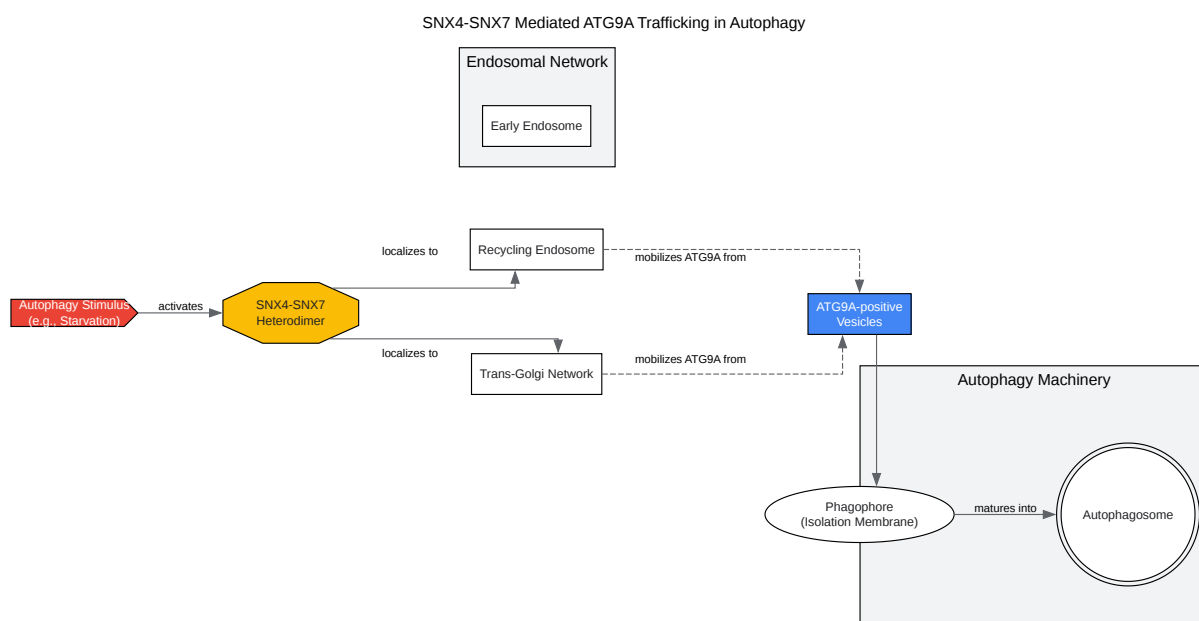 SNX4-SNX7 Mediated ATG9A Trafficking in Autophagy
Endosomal Network
Early Endosome
localizes to
Recycling Endosome
mobilizes ATG9A from
Autophagy Stimulus
(e.g., Starvation)
activates
SNX4-SNX7
Heterodimer
ATG9A-positive
Vesicles
localizes to
Trans-Golgi Network
mobilizes ATG9A from
Autophagy Machinery
Phagophore
(Isolation Membrane)
matures into
Autophagosome